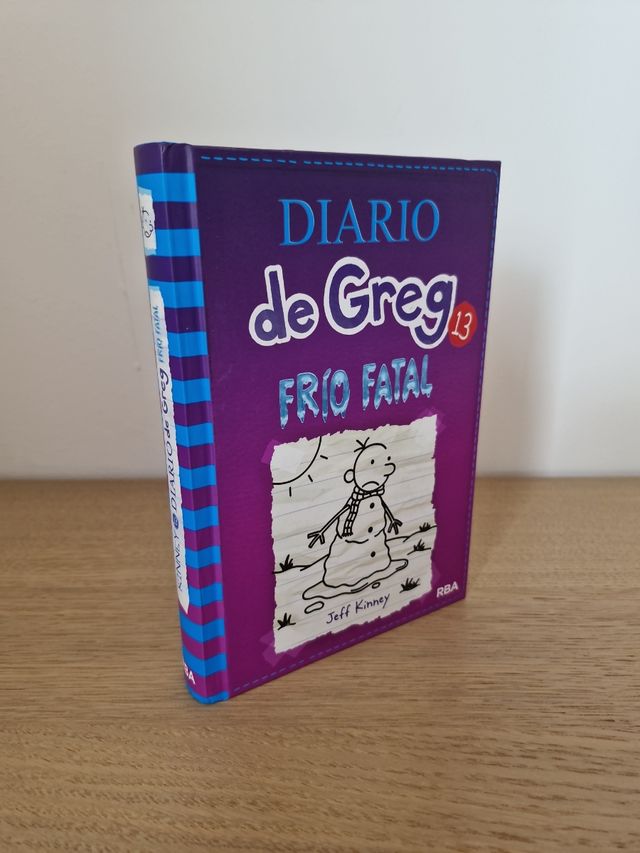 DIARIO
de Greg
13
FRÍO FATAL
Jeff Kinney
RBA
KINNEY DIARIO de Greg FRÍO FATAL
RBA